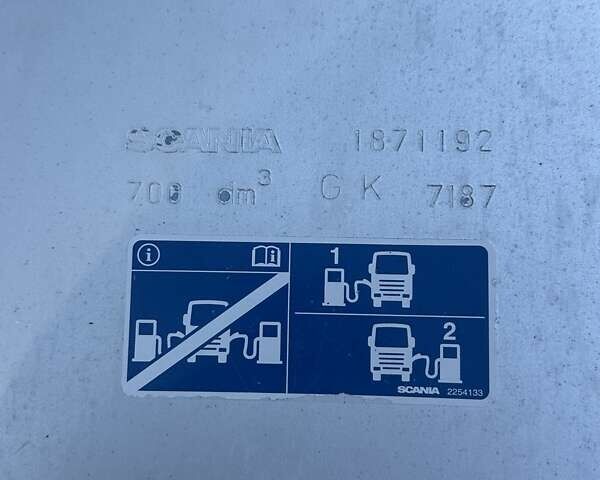 SCANIA 1871192
700 dm³ G K 7187
1
2
SCANIA 2254133